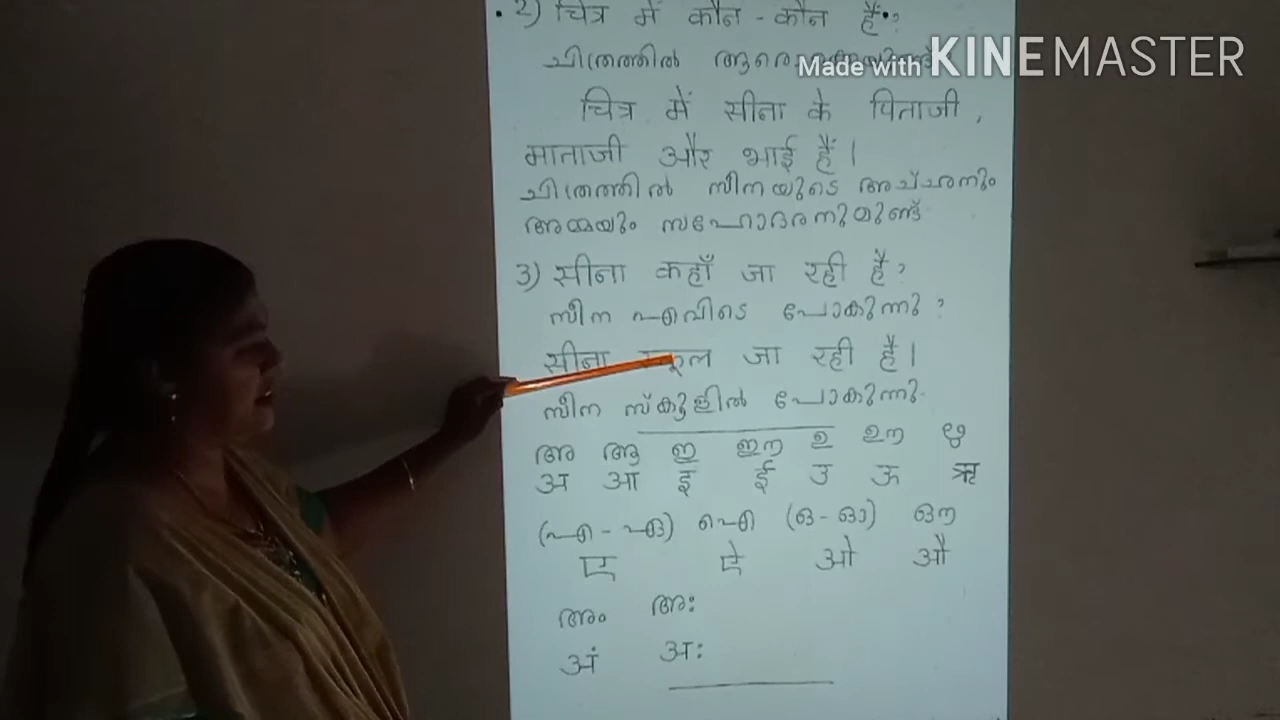 2) चित्र में कौन - कौन हैं?
ചിത്രത്തിൽ
Made with KINEMASTER
चित्र में सीना के पिताजी,
माताजी और भाई हैं।
ചിത്രത്തിൽ സീനയുടെ അച്ഛനും
അമ്മയും സഹോദരനുമുണ്ട്
3) सीना कहाँ जा रही है?
സീന എവിടെ പോകുന്നു?
सीना स्कूल जा रही है।
സീന സ്കൂളിൽ പോകുന്നു.
അ ആ ഇ ഈ ഉ ഊ ഋ
अ आ इ ई उ ऊ ऋ
(എ - ഏ) ഐ (ഒ - ഓ) ഔ
ए ऐ ओ औ
അം അഃ
अं अः